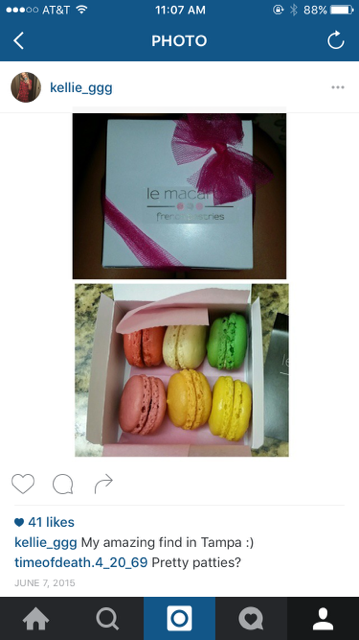 AT&T 11:07 AM 88%
PHOTO
kellie_ggg
le macar
french pastries
le
41 likes
kellie_ggg My amazing find in Tampa :)
timeofdeath.4_20_69 Pretty patties?
JUNE 7, 2015